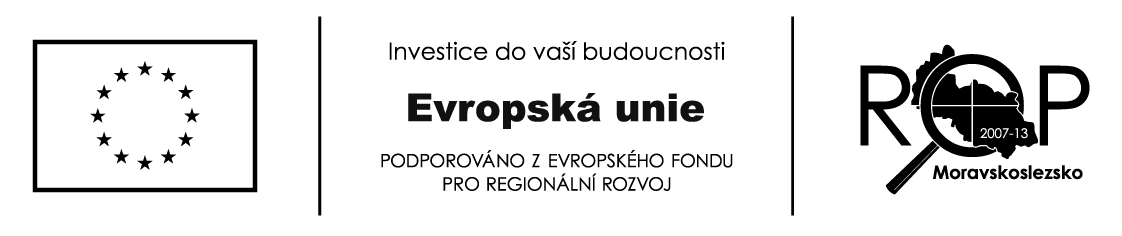 Investice do vaší budoucnosti
Evropská unie
PODPOROVÁNO Z EVROPSKÉHO FONDU
PRO REGIONÁLNÍ ROZVOJ
ROP
2007-13
Moravskoslezsko